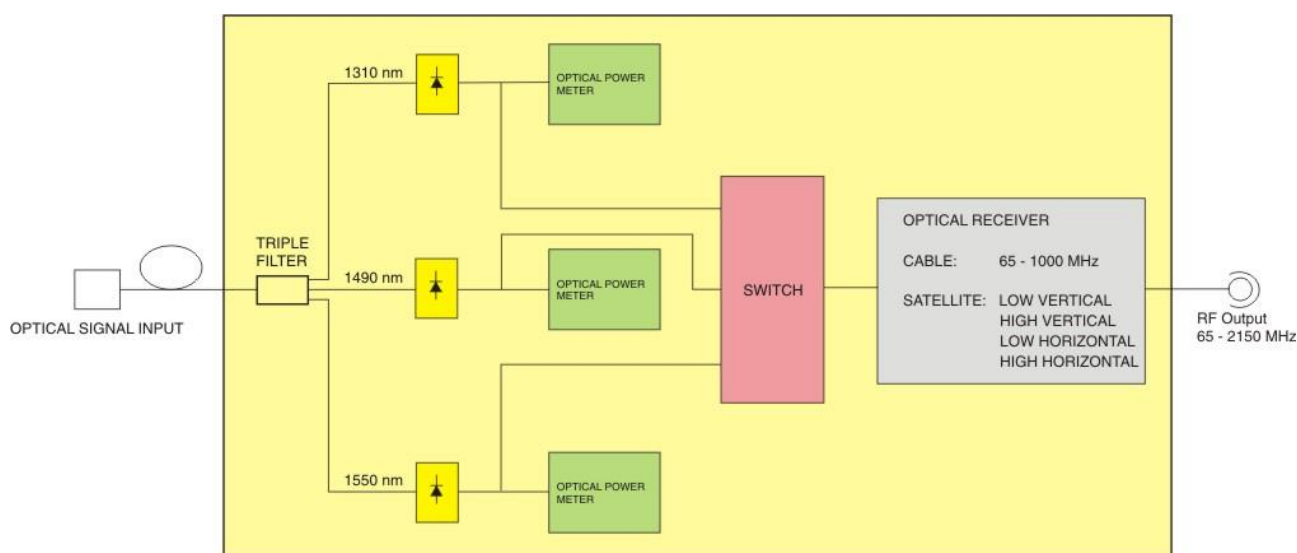 1310 nm
OPTICAL POWER
METER
TRIPLE
FILTER
1490 nm
OPTICAL POWER
METER
OPTICAL SIGNAL INPUT
1550 nm
OPTICAL POWER
METER
SWITCH
OPTICAL RECEIVER
CABLE: 65 - 1000 MHz
SATELLITE: LOW VERTICAL
HIGH VERTICAL
LOW HORIZONTAL
HIGH HORIZONTAL
RF Output
65 - 2150 MHz